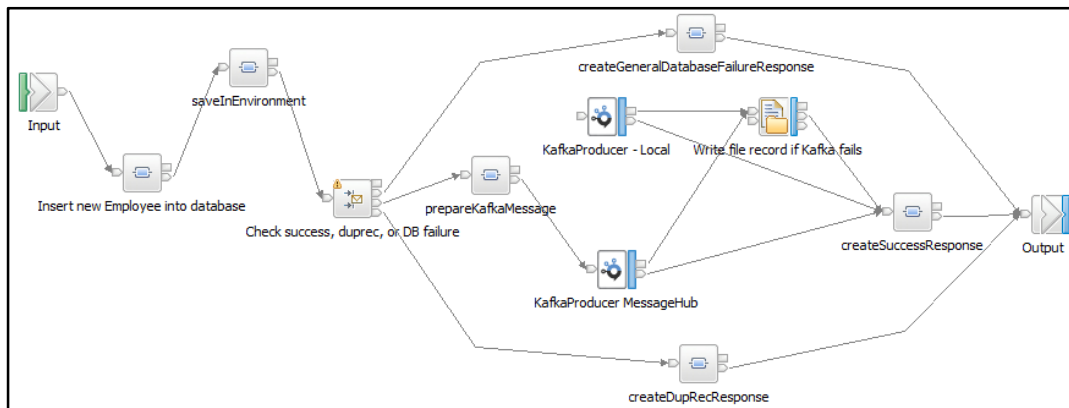 createGeneralDatabaseFailureResponse
saveInEnvironment
Input
KafkaProducer - Local
Write file record if Kafka fails
Insert new Employee into database
prepareKafkaMessage
Check success, duprec, or DB failure
createSuccessResponse
Output
KafkaProducer MessageHub
createDupRecResponse